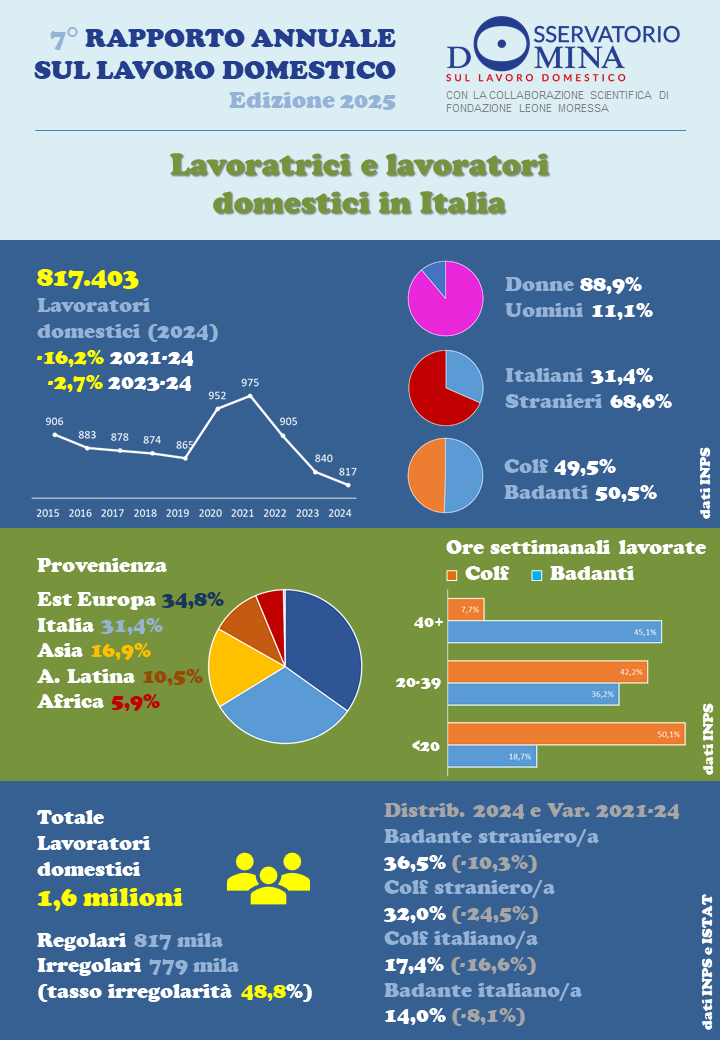 7° RAPPORTO ANNUALE
SUL LAVORO DOMESTICO
Edizione 2025
OSSERVATORIO
DOMINA
SUL LAVORO DOMESTICO
CON LA COLLABORAZIONE SCIENTIFICA DI
FONDAZIONE LEONE MORESSA
Lavoratrici e lavoratori
domestici in Italia
817.403
Lavoratori
domestici (2024)
-16,2% 2021-24
-2,7% 2023-24
906
883
878
874
865
952
975
905
840
817
2015 2016 2017 2018 2019 2020 2021 2022 2023 2024
Donne 88,9%
Uomini 11,1%
Italiani 31,4%
Stranieri 68,6%
Colf 49,5%
Badanti 50,5%
dati INPS
Provenienza
Est Europa 34,8%
Italia 31,4%
Asia 16,9%
A. Latina 10,5%
Africa 5,9%
Ore settimanali lavorate
Colf Badanti
40+
7,7%
45,1%
20-39
42,2%
36,2%
<20
50,1%
18,7%
dati INPS
Totale
Lavoratori
domestici
1,6 milioni
Regolari 817 mila
Irregolari 779 mila
(tasso irregolarità 48,8%)
Distrib. 2024 e Var. 2021-24
Badante straniero/a
36,5% (-10,3%)
Colf straniero/a
32,0% (-24,5%)
Colf italiano/a
17,4% (-16,6%)
Badante italiano/a
14,0% (-8,1%)
dati INPS e ISTAT